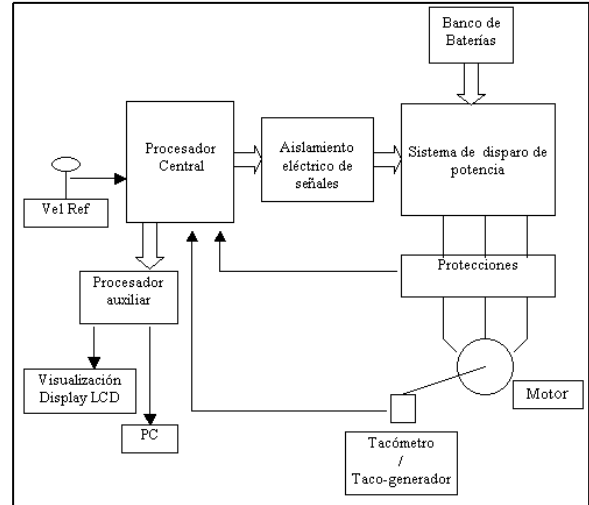 Banco de
Baterías
Procesador
Central
Aislamiento
eléctrico de
señales
Sistema de disparo de
potencia
Vel Ref
Protecciones
Procesador
auxiliar
Visualización
Display LCD
PC
Motor
Tacómetro
/
Taco-generador